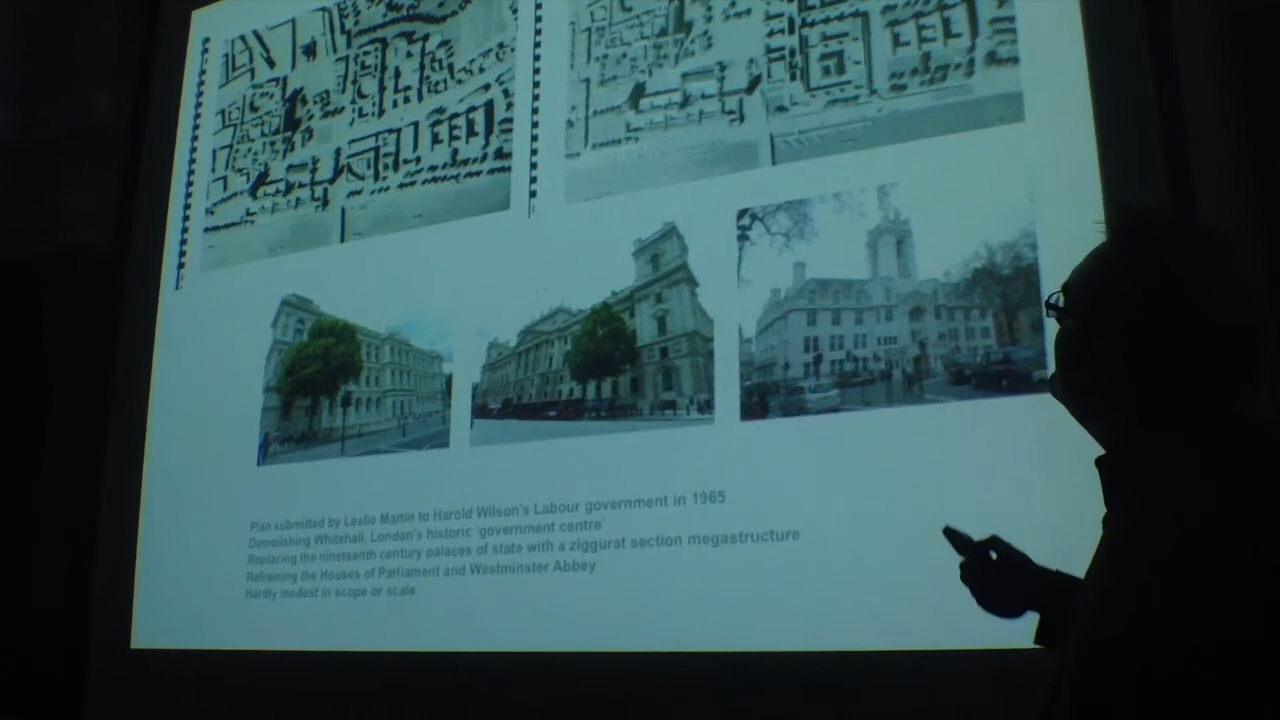 Plan submitted by Leslie Martin to Harold Wilson's Labour government in 1965
Demolishing Whitehall, London's historic 'government centre'
Replacing the nineteenth century palaces of state with a ziggurat section megastructure
Reframing the Houses of Parliament and Westminster Abbey
Hardly modest in scope or scale